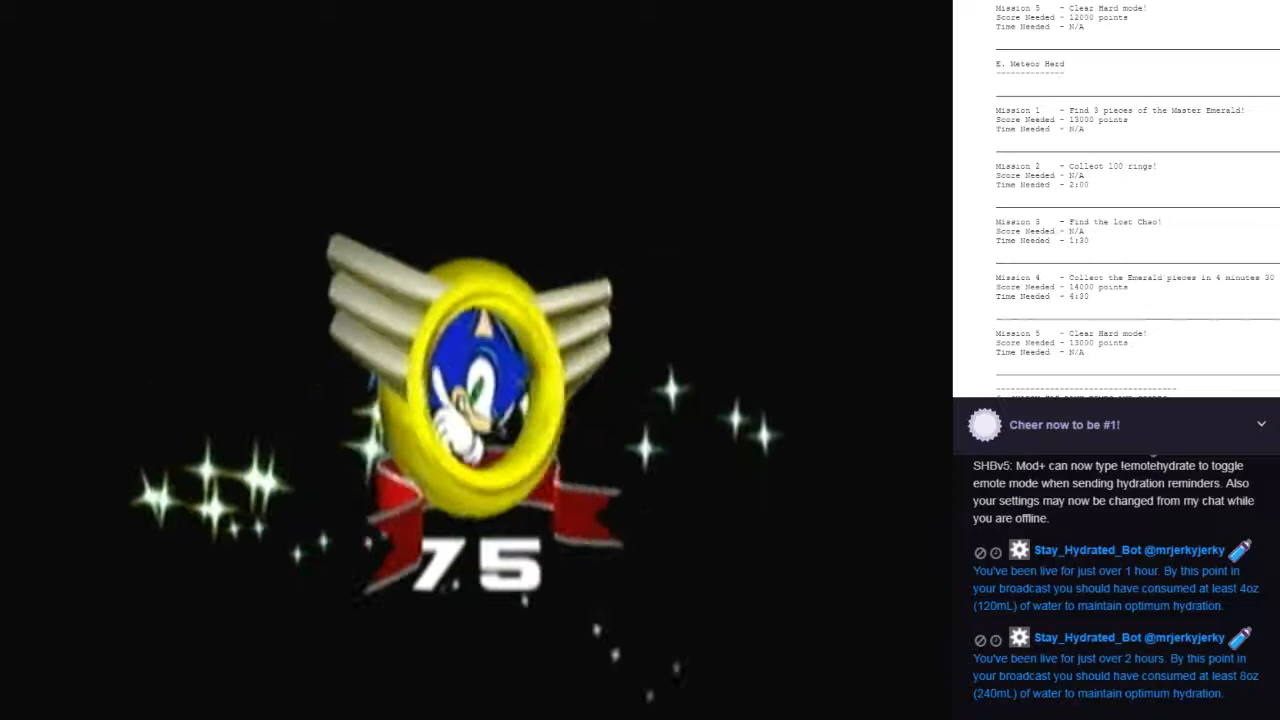 75
Mission 5 - Clear Hard mode!
Score Needed - 12000 points
Time Needed - N/A
E. Meteor Herd
--------------
Mission 1 - Find 3 pieces of the Master Emerald!
Score Needed - 13000 points
Time Needed - N/A
Mission 2 - Collect 100 rings!
Score Needed - N/A
Time Needed - 2:00
Mission 3 - Find the lost Chao!
Score Needed - N/A
Time Needed - 1:30
Mission 4 - Collect the Emerald pieces in 4 minutes 30
Score Needed - 14000 points
Time Needed - 4:30
Mission 5 - Clear Hard mode!
Score Needed - 13000 points
Time Needed - N/A
Cheer now to be #1!
SHBv5: Mod+ can now type !emotehydrate to toggle
emote mode when sending hydration reminders. Also
your settings may now be changed from my chat while
you are offline.
Stay_Hydrated_Bot @mrjerkyjerky
You've been live for just over 1 hour. By this point in
your broadcast you should have consumed at least 4oz
(120mL) of water to maintain optimum hydration.
Stay_Hydrated_Bot @mrjerkyjerky
You've been live for just over 2 hours. By this point in
your broadcast you should have consumed at least 8oz
(240mL) of water to maintain optimum hydration.